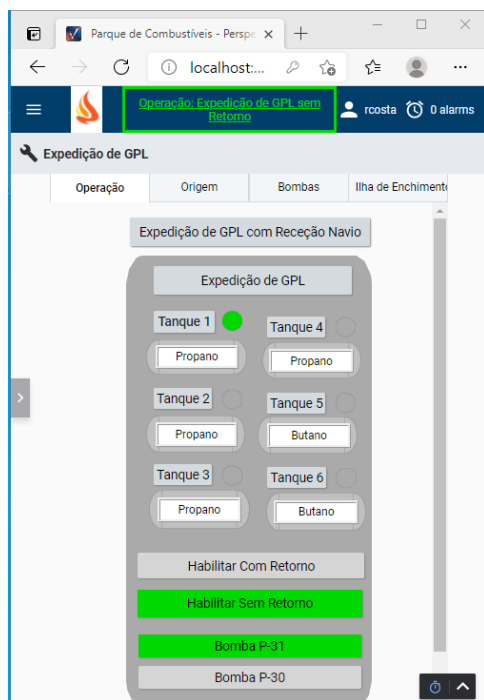 Parque de Combustíveis - Perspe
localhost:...
Operação: Expedição de GPL sem
Retorno
rcosta
0 alarms
Expedição de GPL
Operação
Origem
Bombas
Ilha de Enchimento
Expedição de GPL com Receção Navio
Expedição de GPL
Tanque 1
Tanque 4
Propano
Propano
Tanque 2
Tanque 5
Propano
Butano
Tanque 3
Tanque 6
Propano
Butano
Habilitar Com Retorno
Habilitar Sem Retorno
Bomba P-31
Bomba P-30